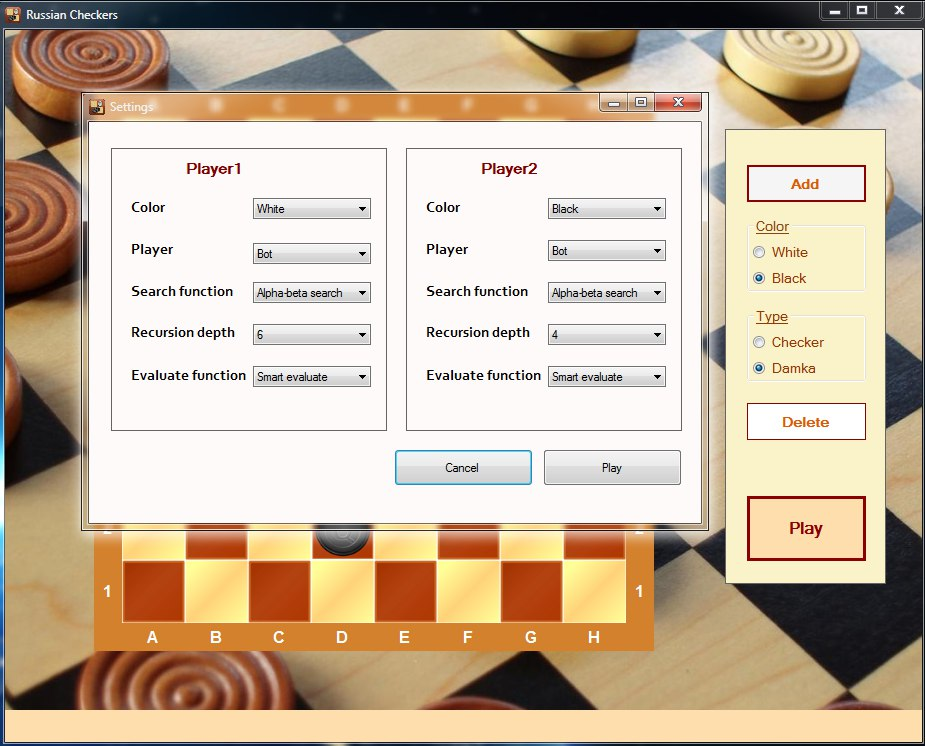 Russian Checkers
Settings
Player1
Color
White
Player
Bot
Search function
Alpha-beta search
Recursion depth
6
Evaluate function
Smart evaluate
Player2
Color
Black
Player
Bot
Search function
Alpha-beta search
Recursion depth
4
Evaluate function
Smart evaluate
Cancel
Play
Add
Color
White
Black
Type
Checker
Damka
Delete
Play
1 1
A B C D E F G H